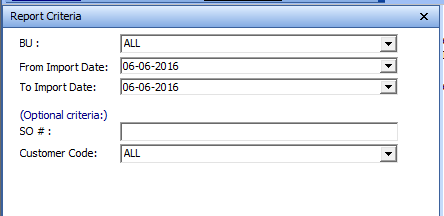 Report Criteria
BU : ALL
From Import Date: 06-06-2016
To Import Date: 06-06-2016
(Optional criteria:)
SO # :
Customer Code: ALL